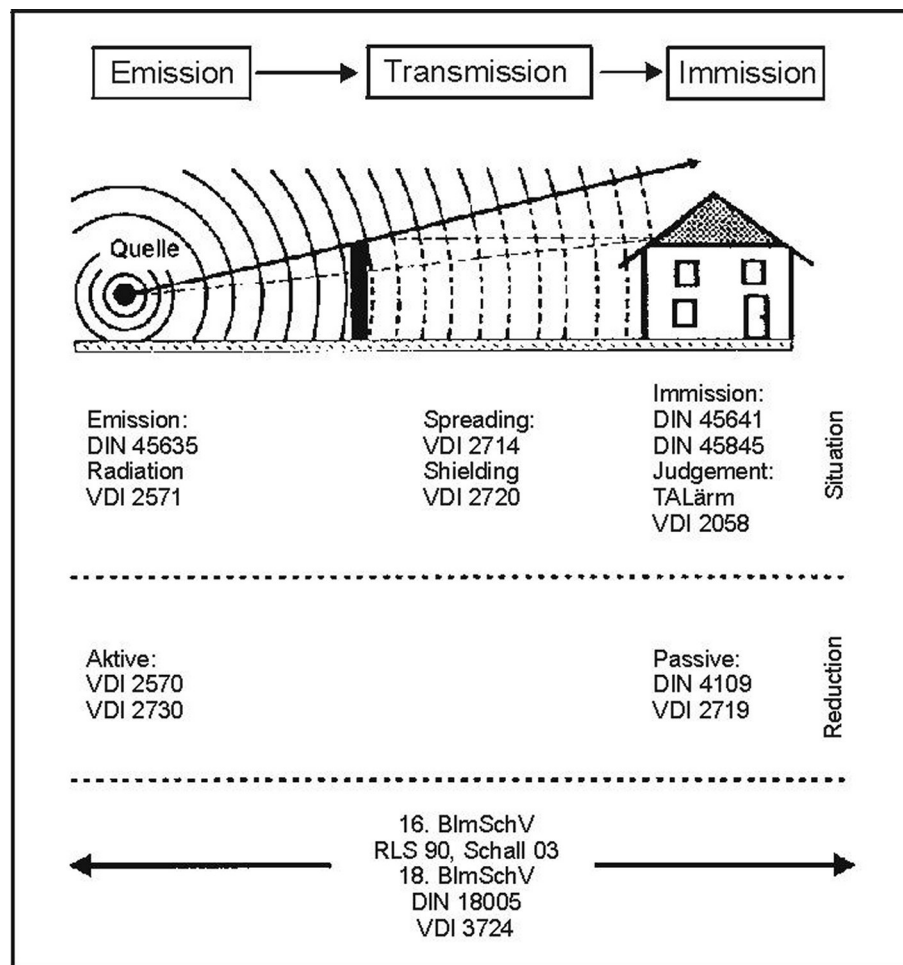 Emission
Transmission
Immission
Quelle
Emission:
DIN 45635
Radiation
VDI 2571
Spreading:
VDI 2714
Shielding
VDI 2720
Immission:
DIN 45641
DIN 45845
Judgement:
TALärm
VDI 2058
Situation
Aktive:
VDI 2570
VDI 2730
Passive:
DIN 4109
VDI 2719
Reduction
16. BImSchV
RLS 90, Schall 03
18. BImSchV
DIN 18005
VDI 3724